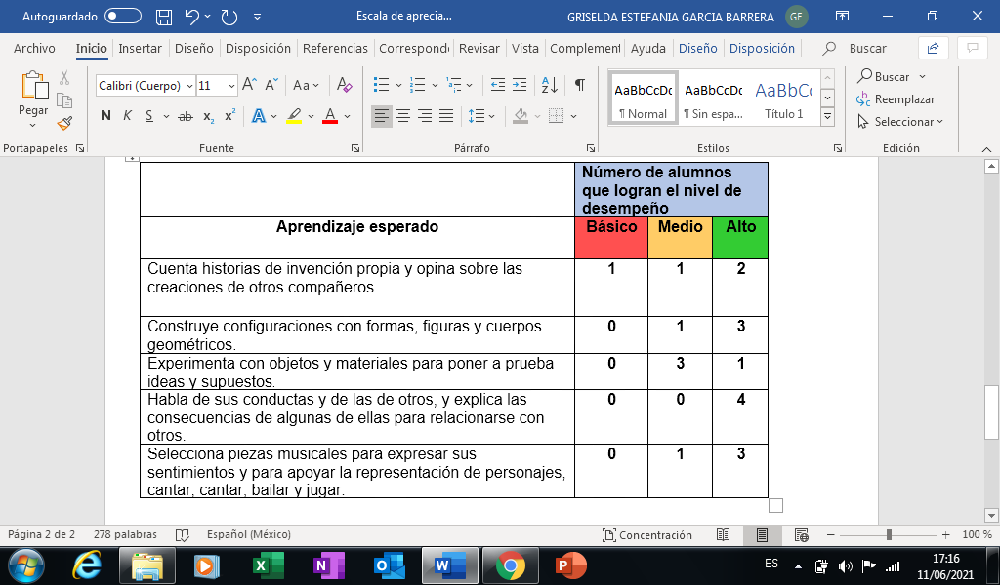 Autoguardado
Escala de aprecia...
GRISELDA ESTEFANIA GARCIA BARRERA
GE
Archivo Inicio Insertar Diseño Disposición Referencias Correspond Revisar Vista Complement Ayuda Diseño Disposición Buscar
Pegar
Calibri (Cuerpo) 11 A A Aa A
N K S ab x₂ x² A A
AaBbCcDc AaBbCcDc AaBbCc
¶ Normal ¶ Sin espa... Título 1
Buscar
Reemplazar
Seleccionar
Portapapeles Fuente Párrafo Estilos Edición
Número de alumnos
que logran el nivel de
desempeño
Aprendizaje esperado Básico Medio Alto
Cuenta historias de invención propia y opina sobre las 1 1 2
creaciones de otros compañeros.
Construye configuraciones con formas, figuras y cuerpos 0 1 3
geométricos.
Experimenta con objetos y materiales para poner a prueba 0 3 1
ideas y supuestos.
Habla de sus conductas y de las de otros, y explica las 0 0 4
consecuencias de algunas de ellas para relacionarse con
otros.
Selecciona piezas musicales para expresar sus 0 1 3
sentimientos y para apoyar la representación de personajes,
cantar, cantar, bailar y jugar.
Página 2 de 2 278 palabras Español (México) Concentración 100 %
ES
17:16
11/06/2021